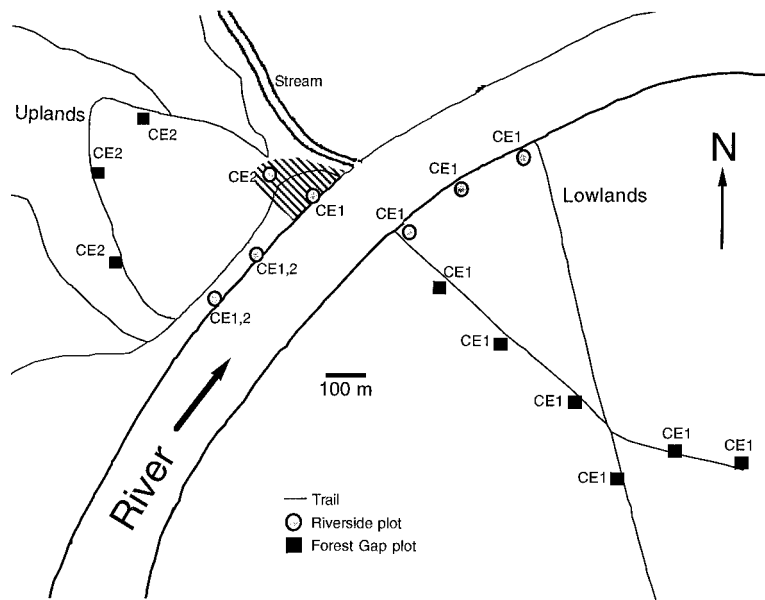 Stream
Uplands
CE2
CE1
N
CE2
CE2
CE1
Lowlands
CE1
CE1
CE2
CE1,2
CE1
CE1,2
CE1
100 m
CE1
CE1
CE1
CE1
River
Trail
Riverside plot
Forest Gap plot